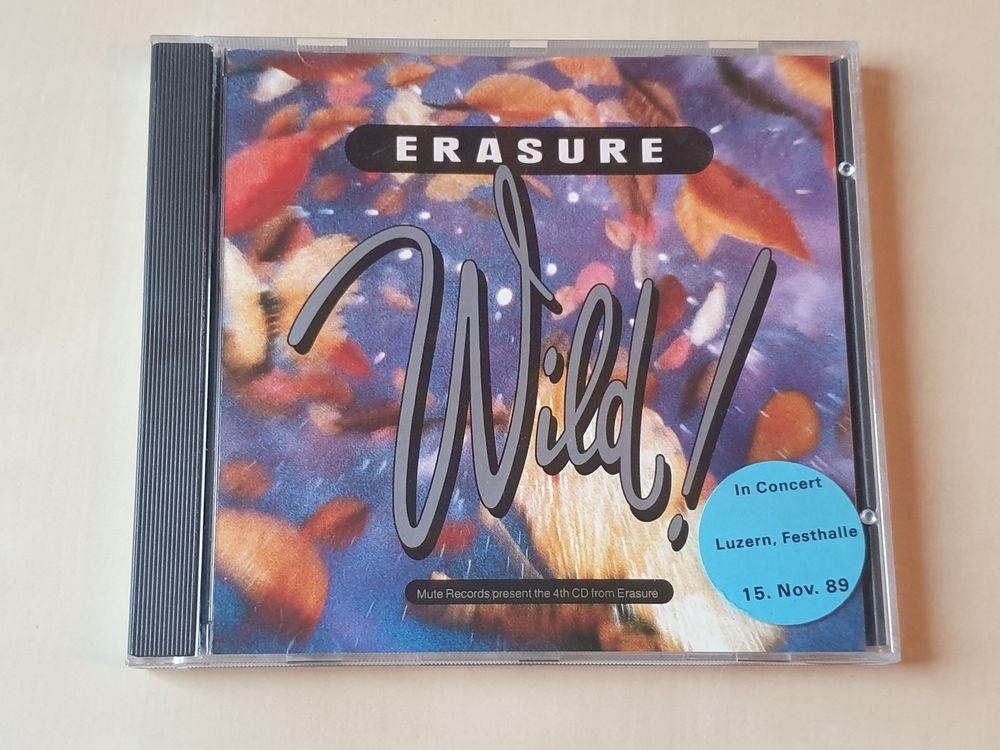 ERASURE
Wild!
Mute Records present the 4th CD from Erasure
In Concert
Luzern, Festhalle
15. Nov. 89